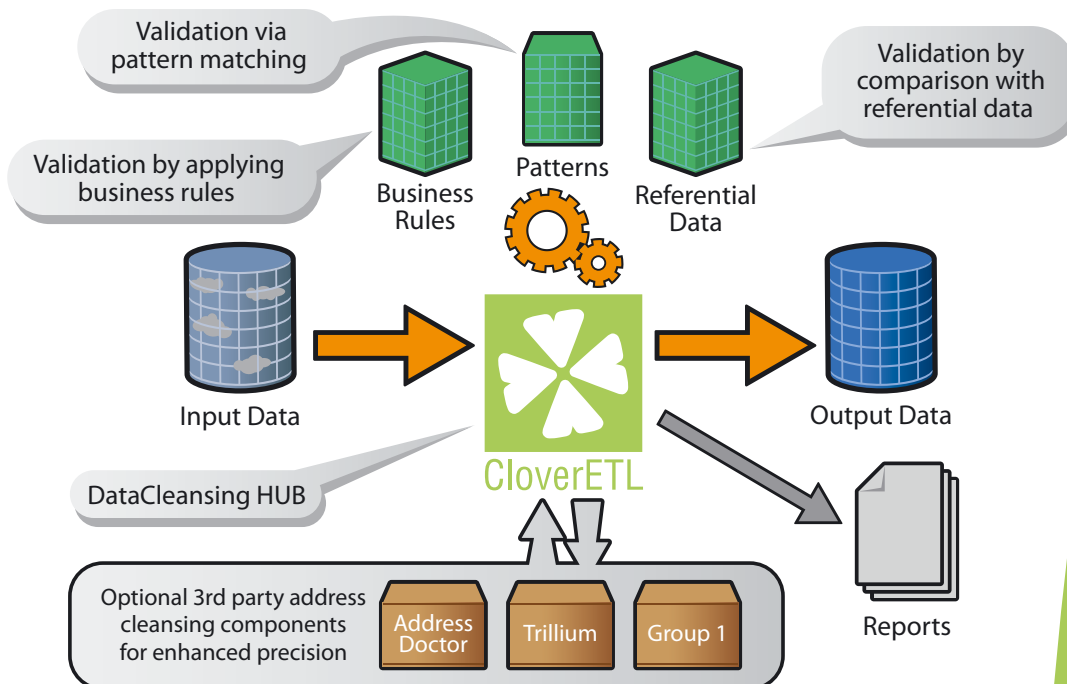 Validation via
pattern matching
Validation by
comparison with
referential data
Validation by applying
business rules
Patterns
Business
Rules
Referential
Data
Input Data
Output Data
CloverETL
DataCleansing HUB
Optional 3rd party address
cleansing components
for enhanced precision
Address
Doctor
Trillium
Group 1
Reports